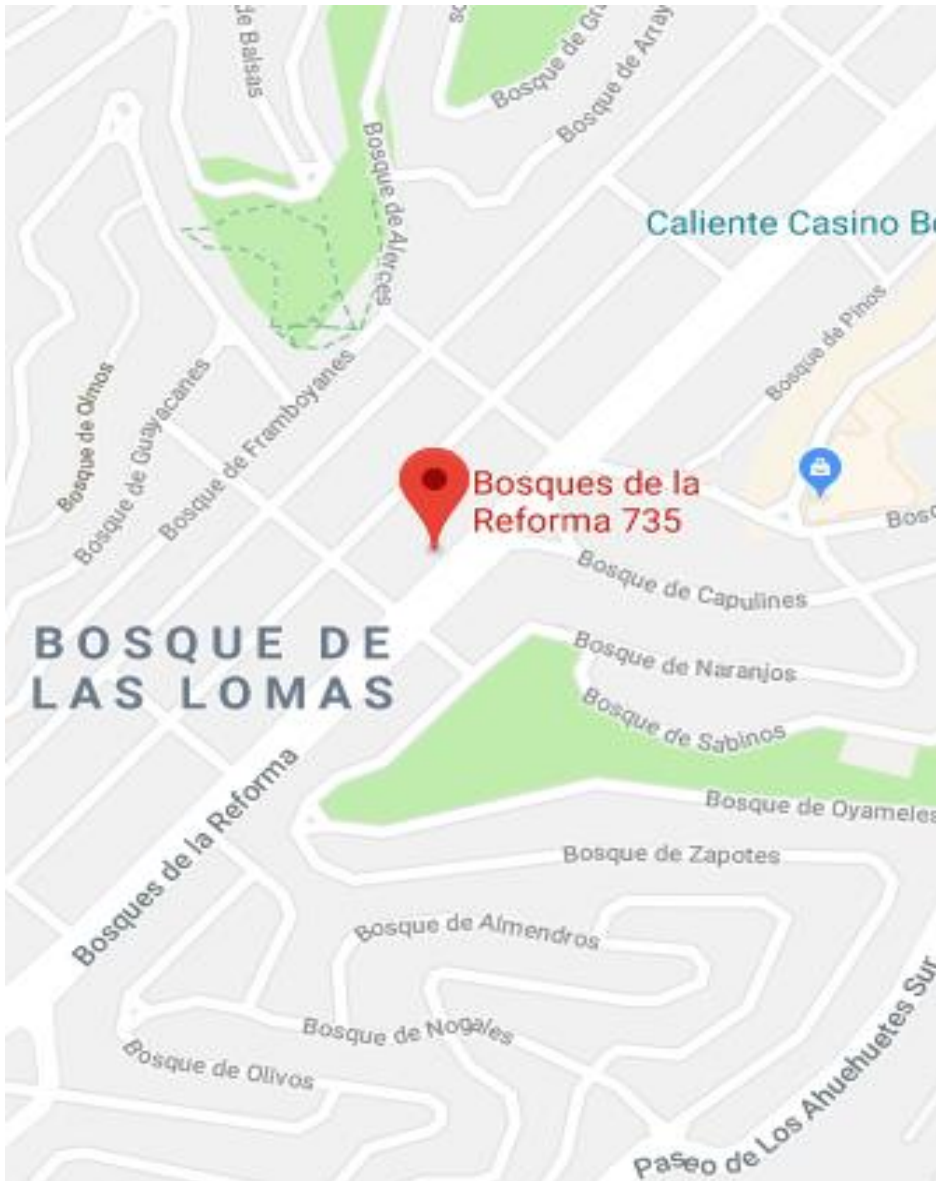 de Balsas
Bosque de Gra
Bosque de Array
Bosque de Alerces
Caliente Casino Bo
Bosque de Pinos
Bosque de Olmos
Bosque de Guayacanes
Bosque de Framboyanes
Bosques de la
Reforma 735
Bosq
Bosque de Capulines
BOSQUE DE
LAS LOMAS
Bosque de Naranjos
Bosque de Sabinos
Bosques de la Reforma
Bosque de Oyameles
Bosque de Zapotes
Bosque de Almendros
Bosque de Nogales
Bosque de Olivos
Paseo de Los Ahuehuetes Sur